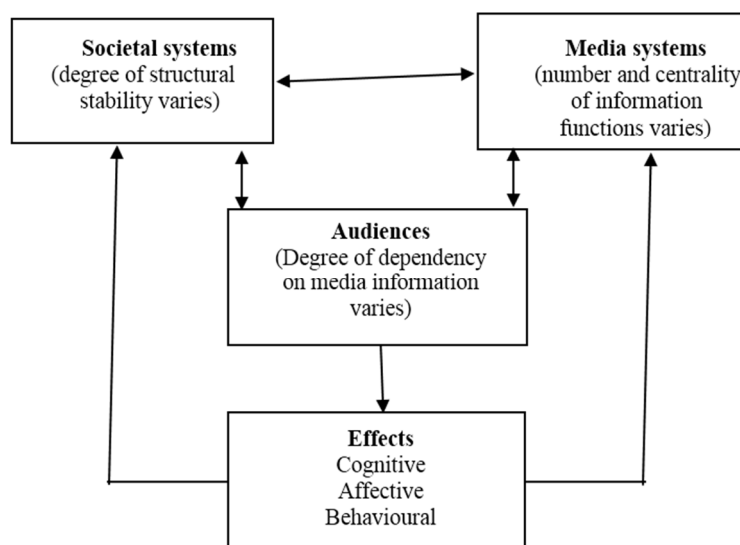 Societal systems
(degree of structural
stability varies)
Media systems
(number and centrality
of information
functions varies)
Audiences
(Degree of dependency
on media information
varies)
Effects
Cognitive
Affective
Behavioural